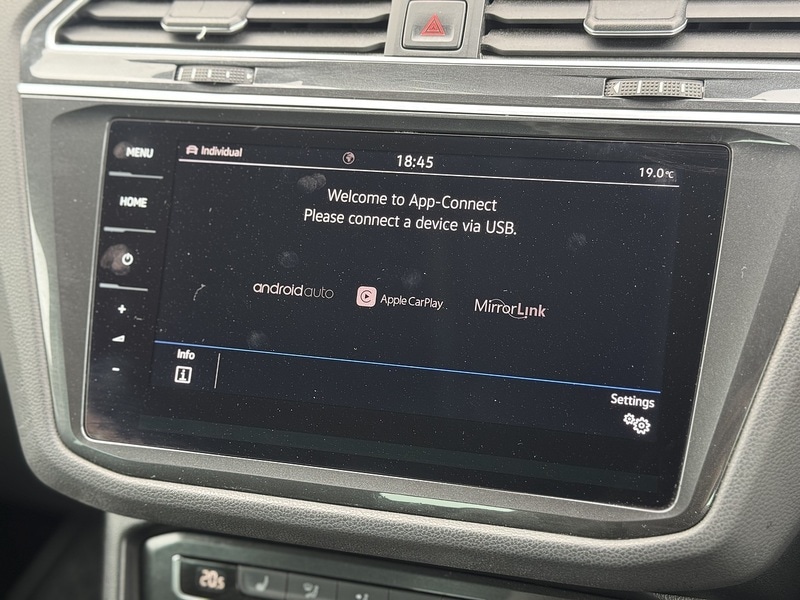 MENU
Individual
18:45
19.0°C
HOME
Welcome to App-Connect
Please connect a device via USB.
androidauto
Apple CarPlay
MirrorLink
+
-
Info
i
Settings
20.5